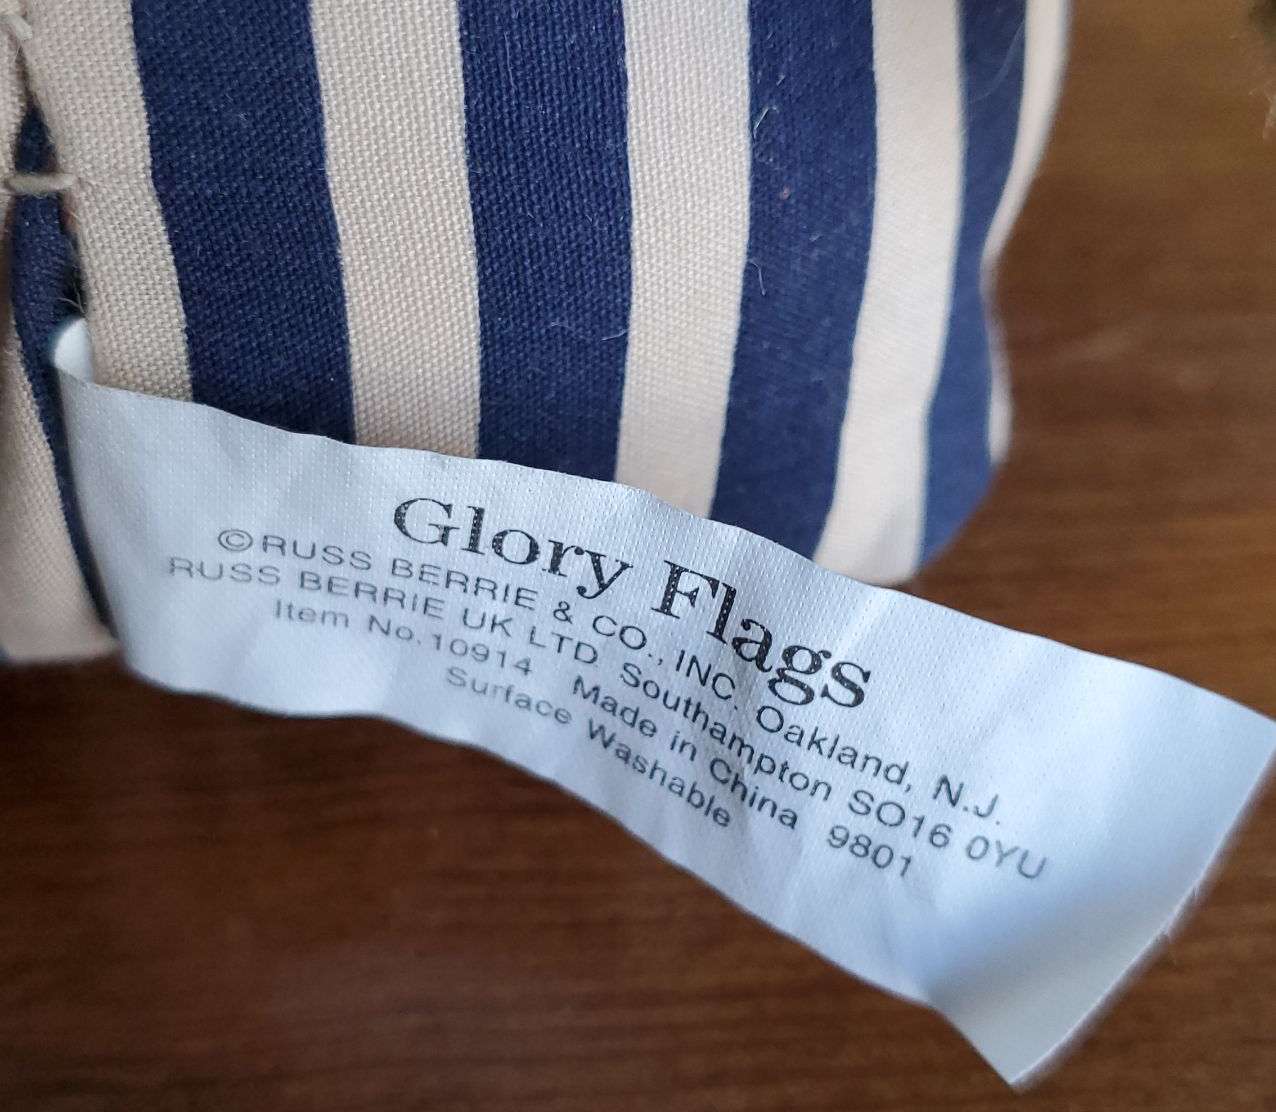 Glory Flags
©RUSS BERRIE & CO., INC. Oakland, N.J.
RUSS BERRIE UK LTD Southampton SO16 0YU
Item No.10914 Made in China 9801
Surface Washable